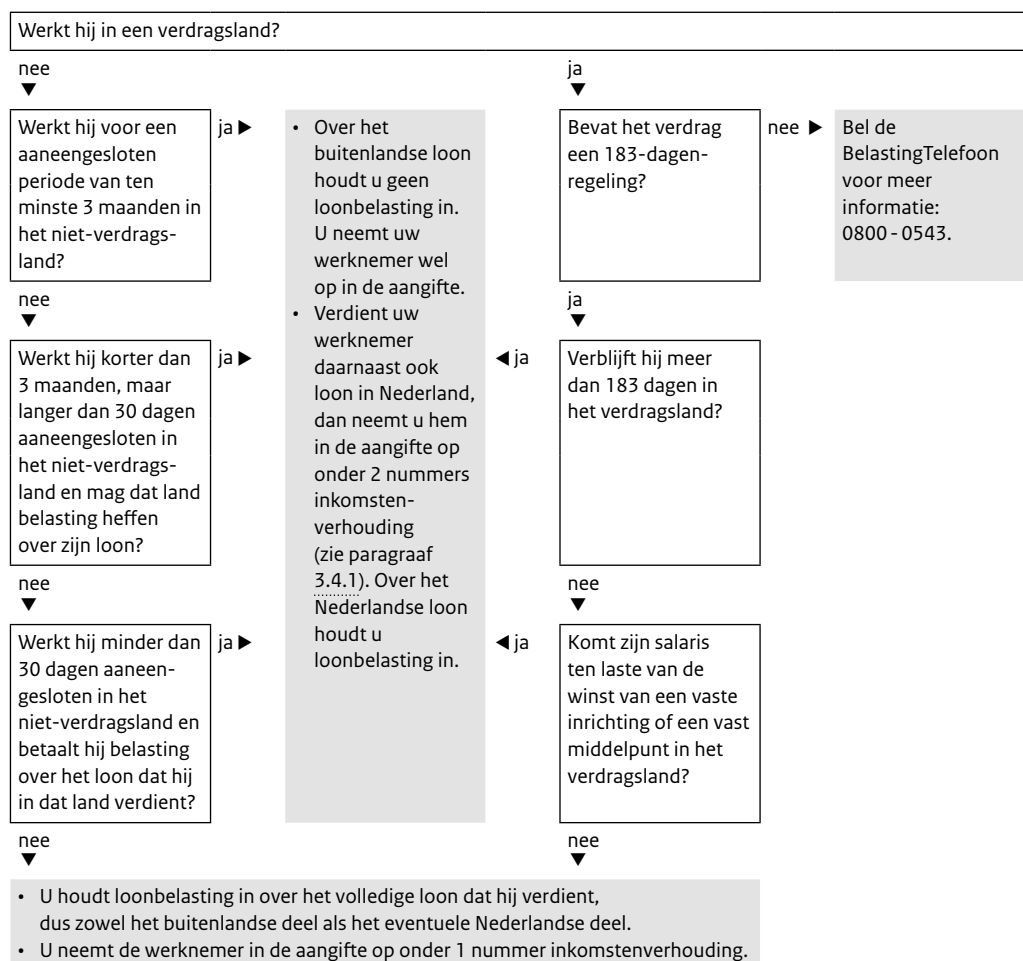 Werkt hij in een verdragsland?
nee
▼
ja
▼
Werkt hij voor een
aaneengesloten
periode van ten
minste 3 maanden in
het niet-verdrags-
land?
ja ▶
• Over het
buitenlandse loon
houdt u geen
loonbelasting in.
U neemt uw
werknemer wel
op in de aangifte.
• Verdient uw
werknemer
daarnaast ook
loon in Nederland,
dan neemt u hem
in de aangifte op
onder 2 nummers
inkomsten-
verhouding
(zie paragraaf
3.4.1). Over het
Nederlandse loon
houdt u
loonbelasting in.
Bevat het verdrag
een 183-dagen-
regeling?
nee ▶
Bel de
BelastingTelefoon
voor meer
informatie:
0800 - 0543.
nee
▼
ja
▼
Werkt hij korter dan
3 maanden, maar
langer dan 30 dagen
aaneengesloten in
het niet-verdrags-
land en mag dat land
belasting heffen
over zijn loon?
ja ▶
◀ ja
Verblijft hij meer
dan 183 dagen in
het verdragsland?
nee
▼
nee
▼
Werkt hij minder dan
30 dagen aaneen-
gesloten in het
niet-verdragsland en
betaalt hij belasting
over het loon dat hij
in dat land verdient?
ja ▶
◀ ja
Komt zijn salaris
ten laste van de
winst van een vaste
inrichting of een vast
middelpunt in het
verdragsland?
nee
▼
nee
▼
• U houdt loonbelasting in over het volledige loon dat hij verdient,
dus zowel het buitenlandse deel als het eventuele Nederlandse deel.
• U neemt de werknemer in de aangifte op onder 1 nummer inkomstenverhouding.